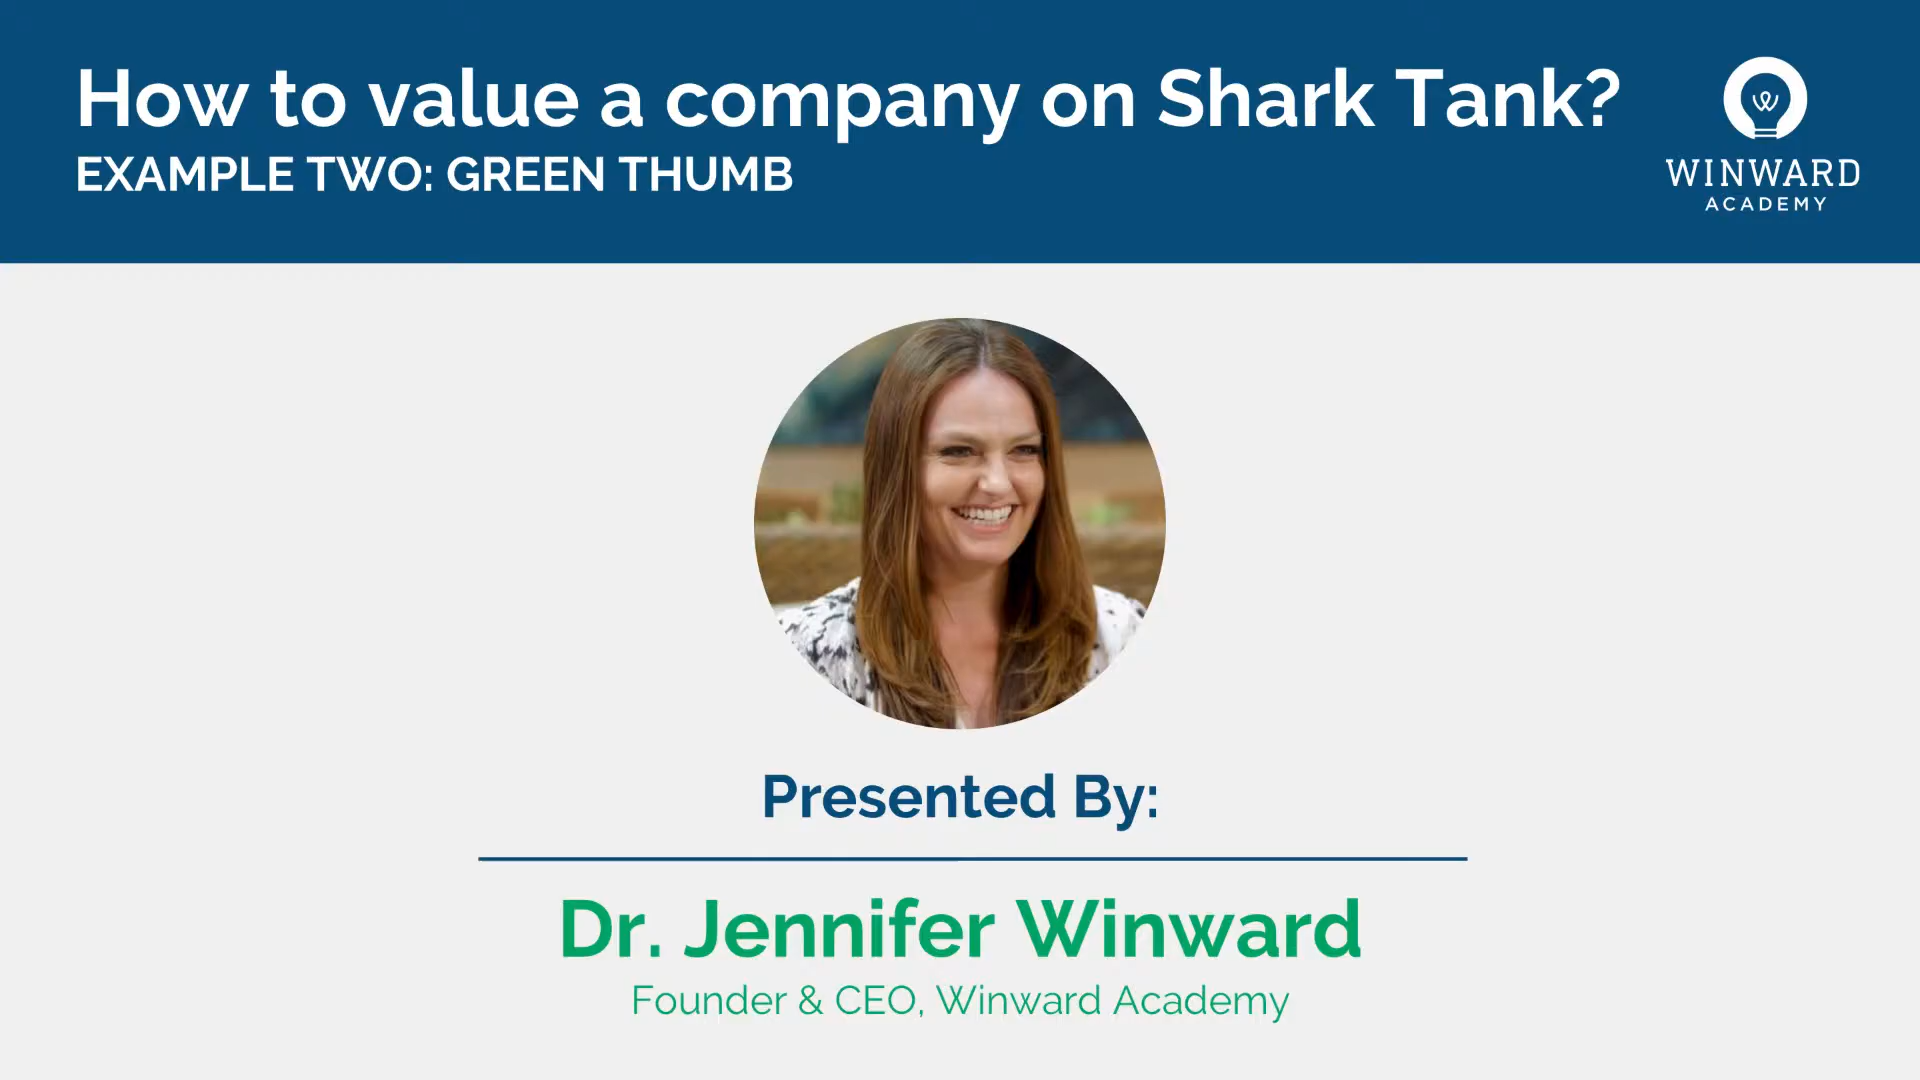 How to value a company on Shark Tank?
EXAMPLE TWO: GREEN THUMB
WINWARD
ACADEMY
Presented By:
Dr. Jennifer Winward
Founder & CEO, Winward Academy